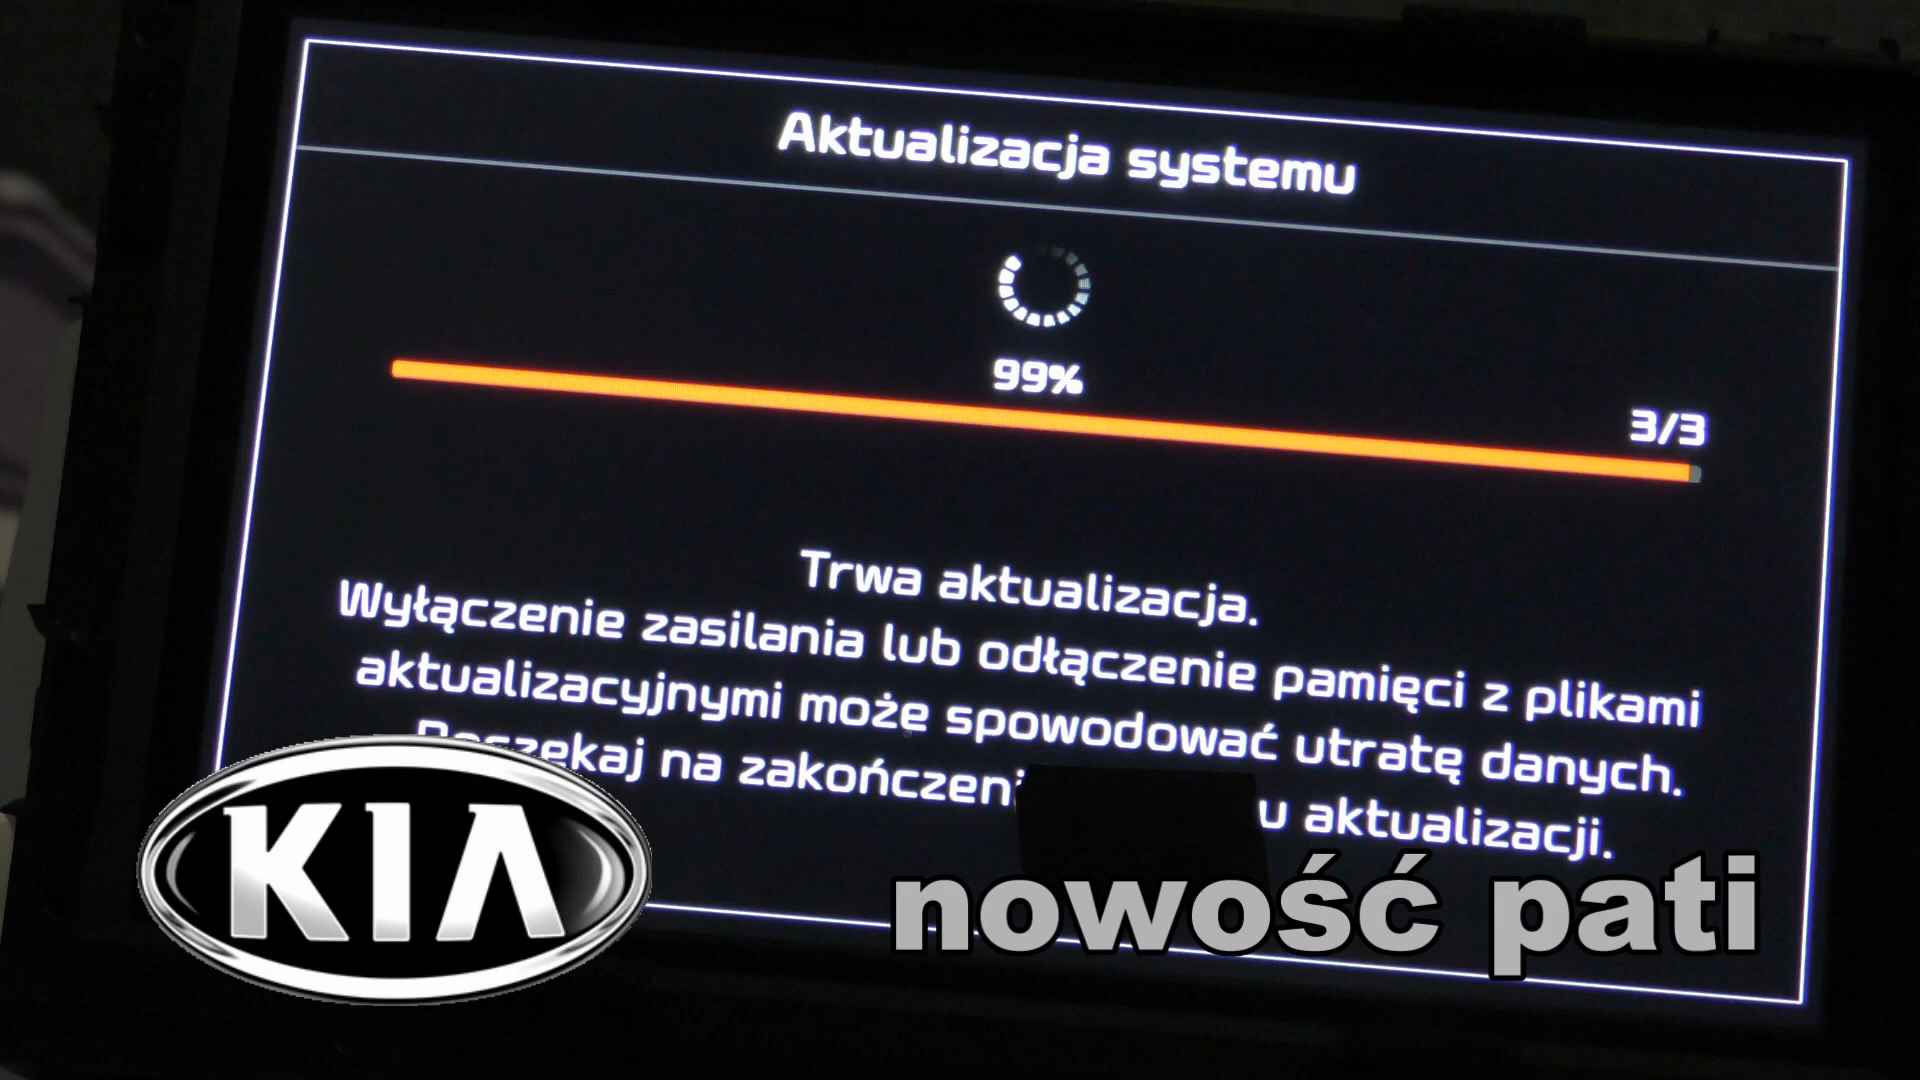 Aktualizacja systemu
99%
3/3
Trwa aktualizacja.
Wyłączenie zasilania lub odłączenie pamięci z plikami
aktualizacyjnymi może spowodować utratę danych.
na u aktualizacji.
KIA
nowość pati